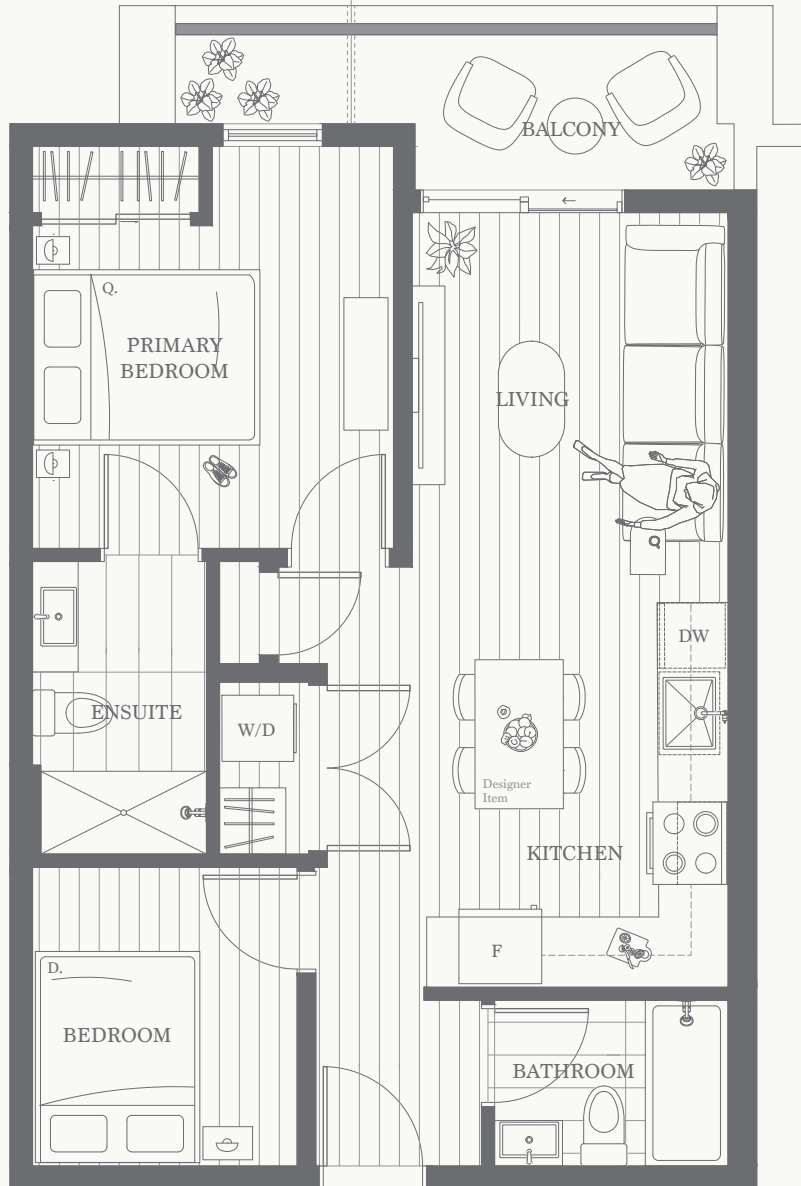 BALCONY
Q.
PRIMARY
BEDROOM
LIVING
DW
ENSUITE
W/D
Designer
Item
KITCHEN
F
D.
BEDROOM
BATHROOM